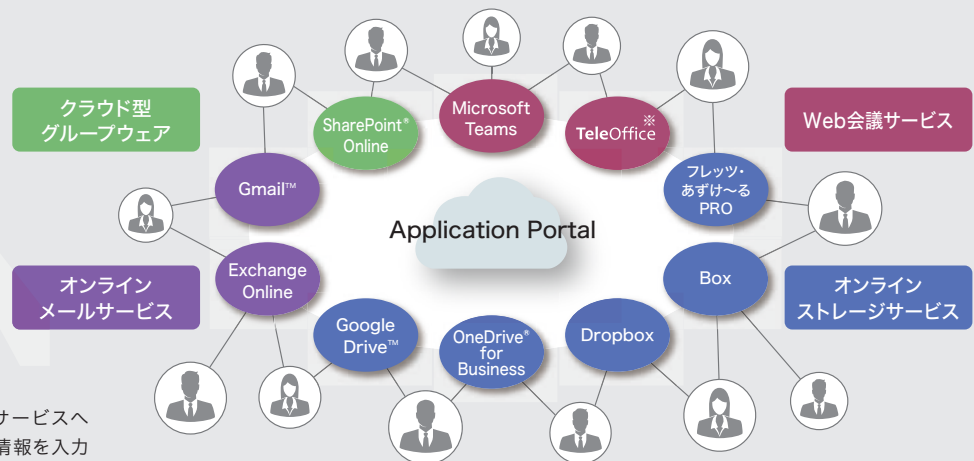 クラウド型
グループウェア
SharePoint®
Online
Microsoft
Teams
※
TeleOffice
Web会議サービス
Gmail™
フレッツ・
あずけ～る
PRO
Application Portal
オンライン
メールサービス
Exchange
Online
Google
Drive™
OneDrive®
for
Business
Dropbox
Box
オンライン
ストレージサービス
サービスへ
情報を入力